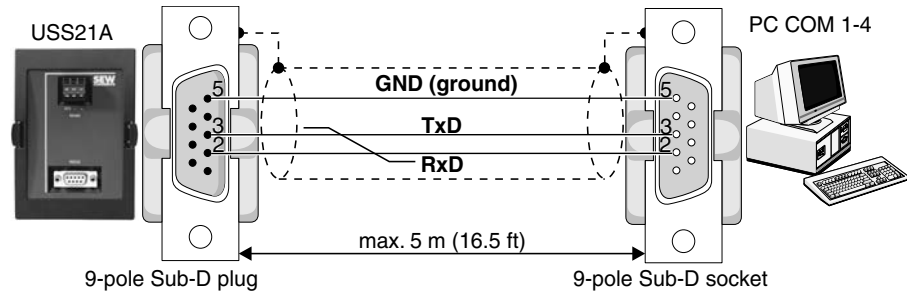 USS21A
PC COM 1-4
SEW
5
GND (ground)
5
3
TxD
3
2
RxD
2
max. 5 m (16.5 ft)
9-pole Sub-D plug
9-pole Sub-D socket